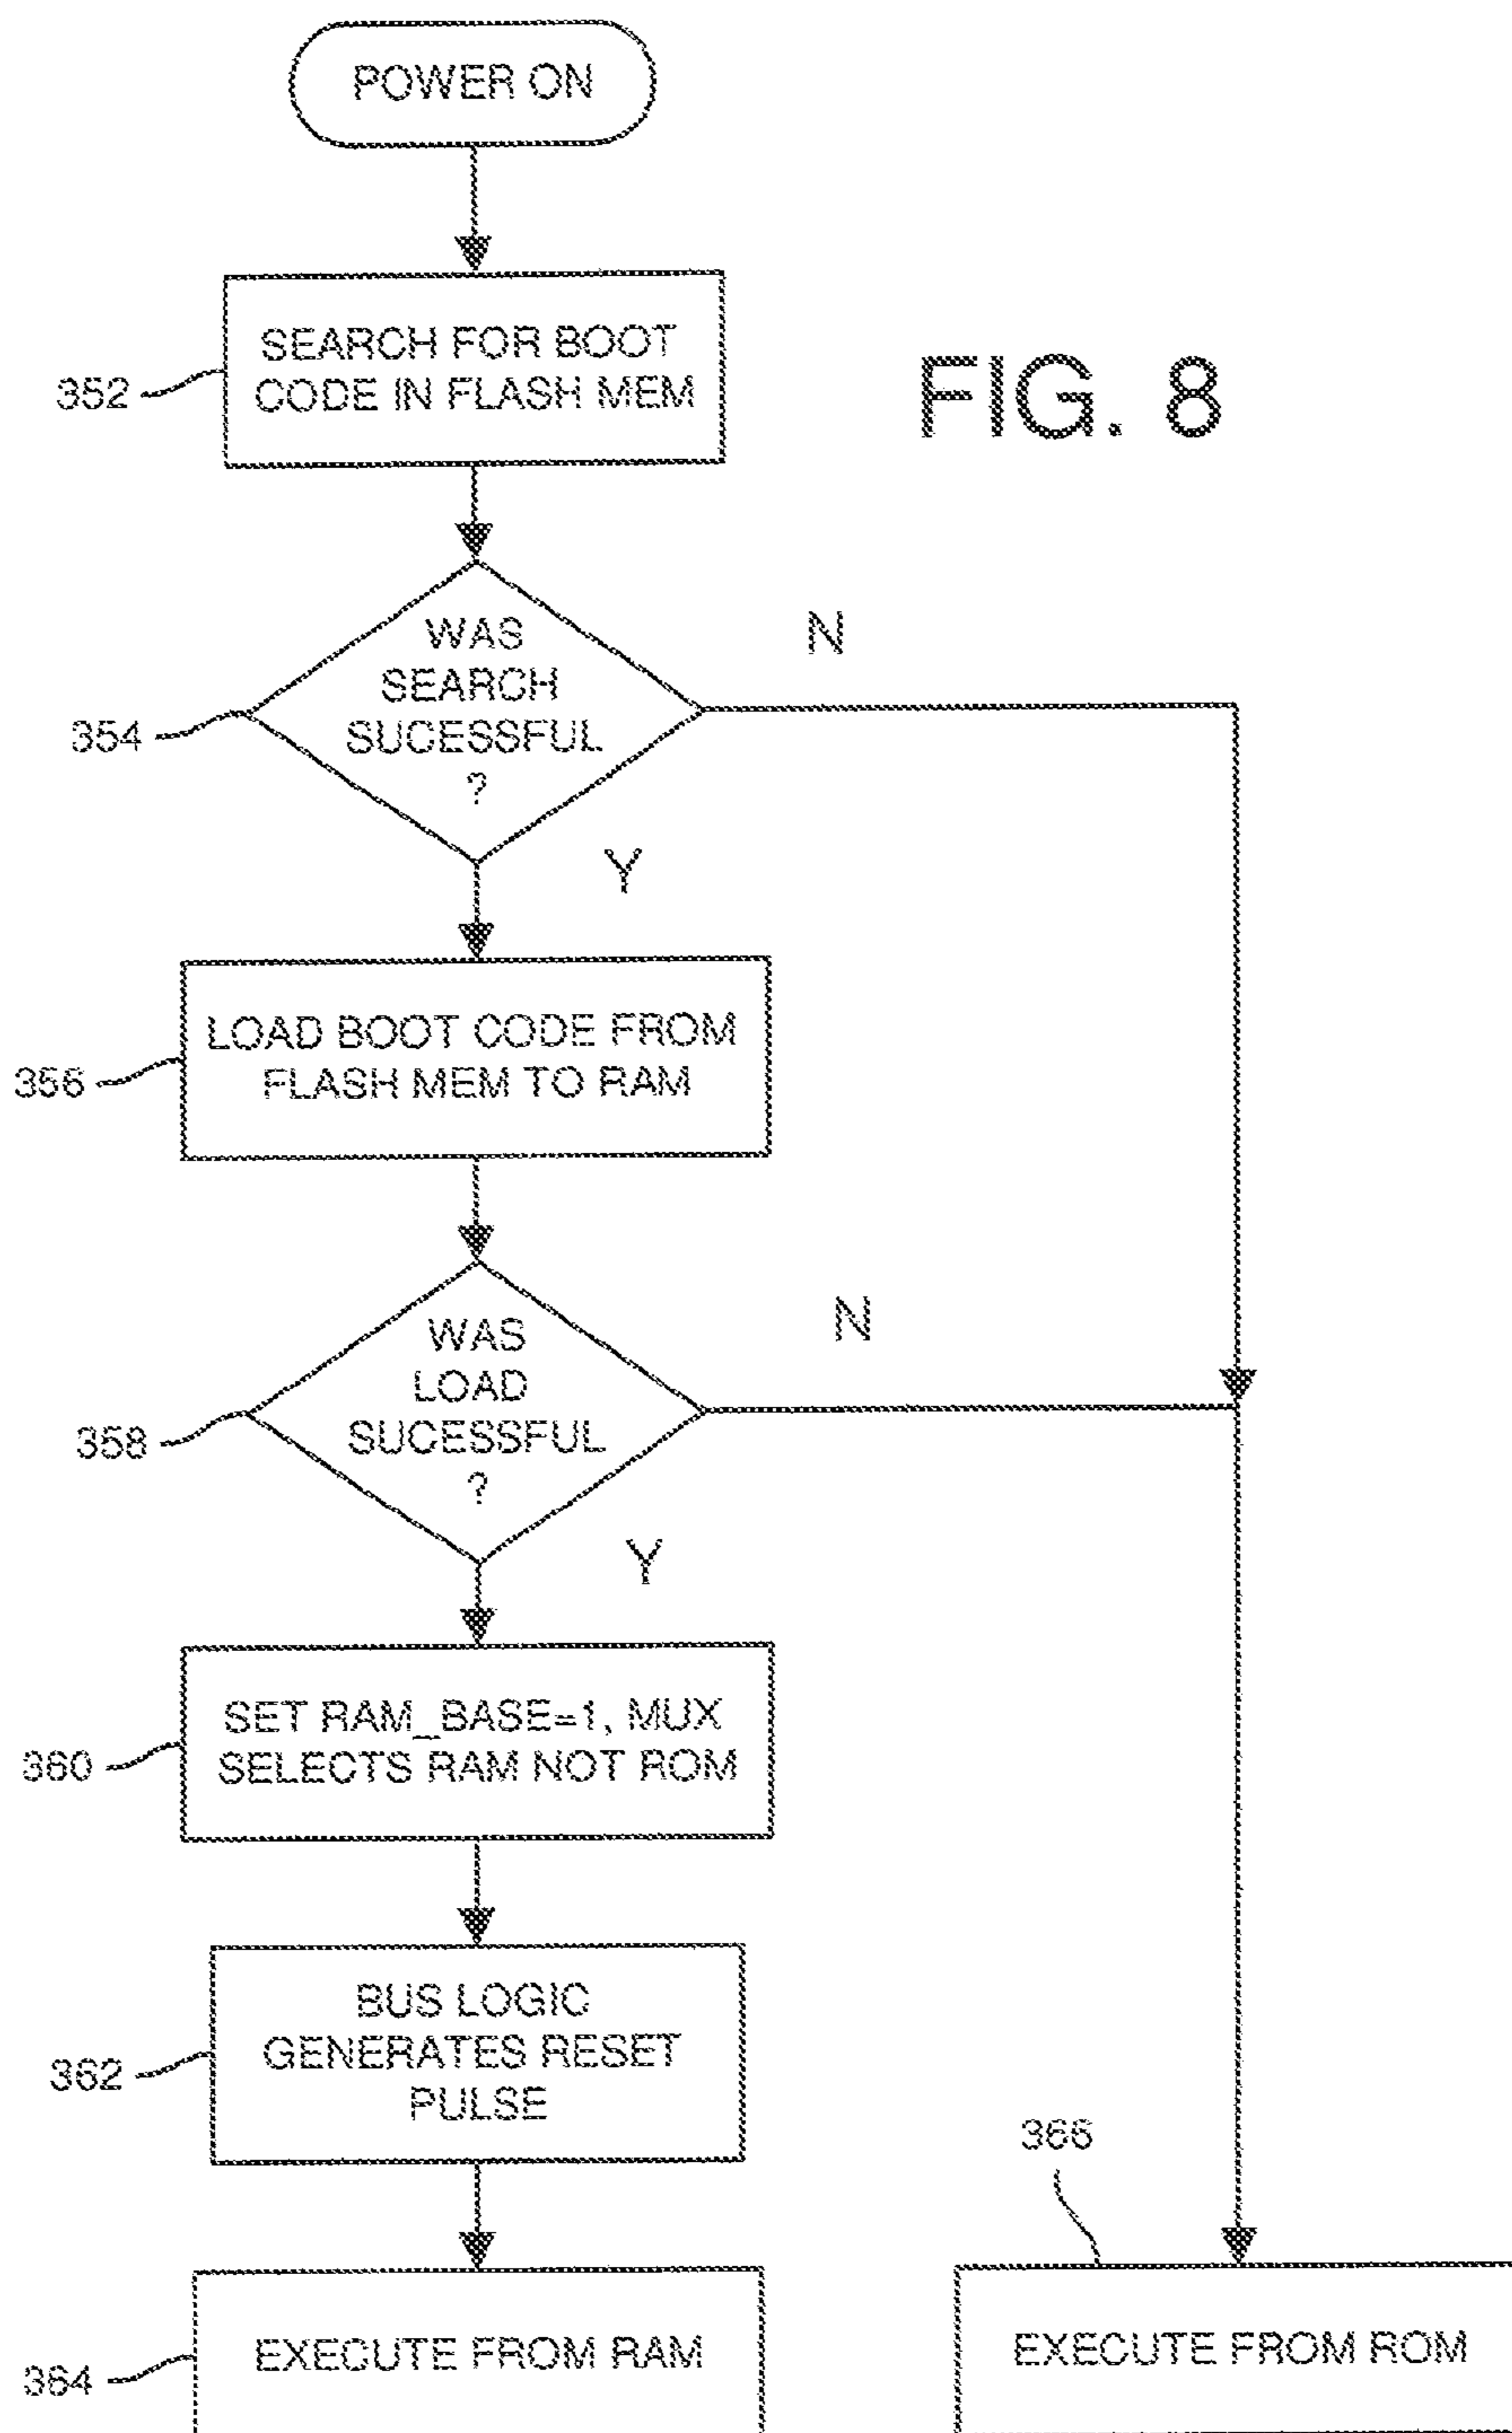 POWER ON
352
SEARCH FOR BOOT
CODE IN FLASH MEM
FIG. 8
354
WAS
SEARCH
SUCESSFUL
?
N
Y
356
LOAD BOOT CODE FROM
FLASH MEM TO RAM
358
WAS
LOAD
SUCESSFUL
?
N
Y
360
SET RAM_BASE=1, MUX
SELECTS RAM NOT ROM
362
BUS LOGIC
GENERATES RESET
PULSE
364
EXECUTE FROM RAM
366
EXECUTE FROM ROM